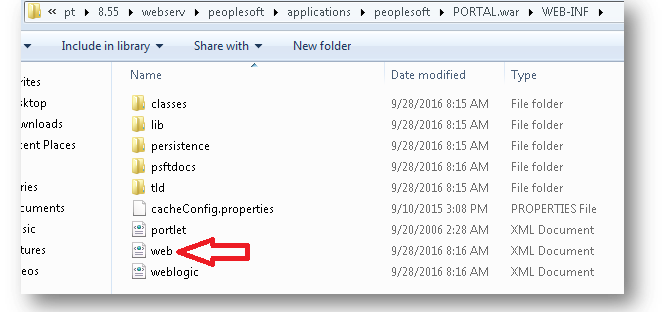 « pt ▸ 8.55 ▸ webserv ▸ peoplesoft ▸ applications ▸ peoplesoft ▸ PORTAL.war ▸ WEB-INF ▸
Include in library ▾ Share with ▾ New folder
Name Date modified Type
rites classes 9/28/2016 8:15 AM File folder
sktop lib 9/28/2016 8:15 AM File folder
wnloads persistence 9/28/2016 8:15 AM File folder
cent Places psftdocs 9/28/2016 8:16 AM File folder
tld 9/28/2016 8:15 AM File folder
ries cacheConfig.properties 9/10/2015 3:08 PM PROPERTIES File
cuments portlet 9/20/2006 2:28 AM XML Document
sic web 9/28/2016 8:16 AM XML Document
tures weblogic 9/28/2016 8:16 AM XML Document
eos